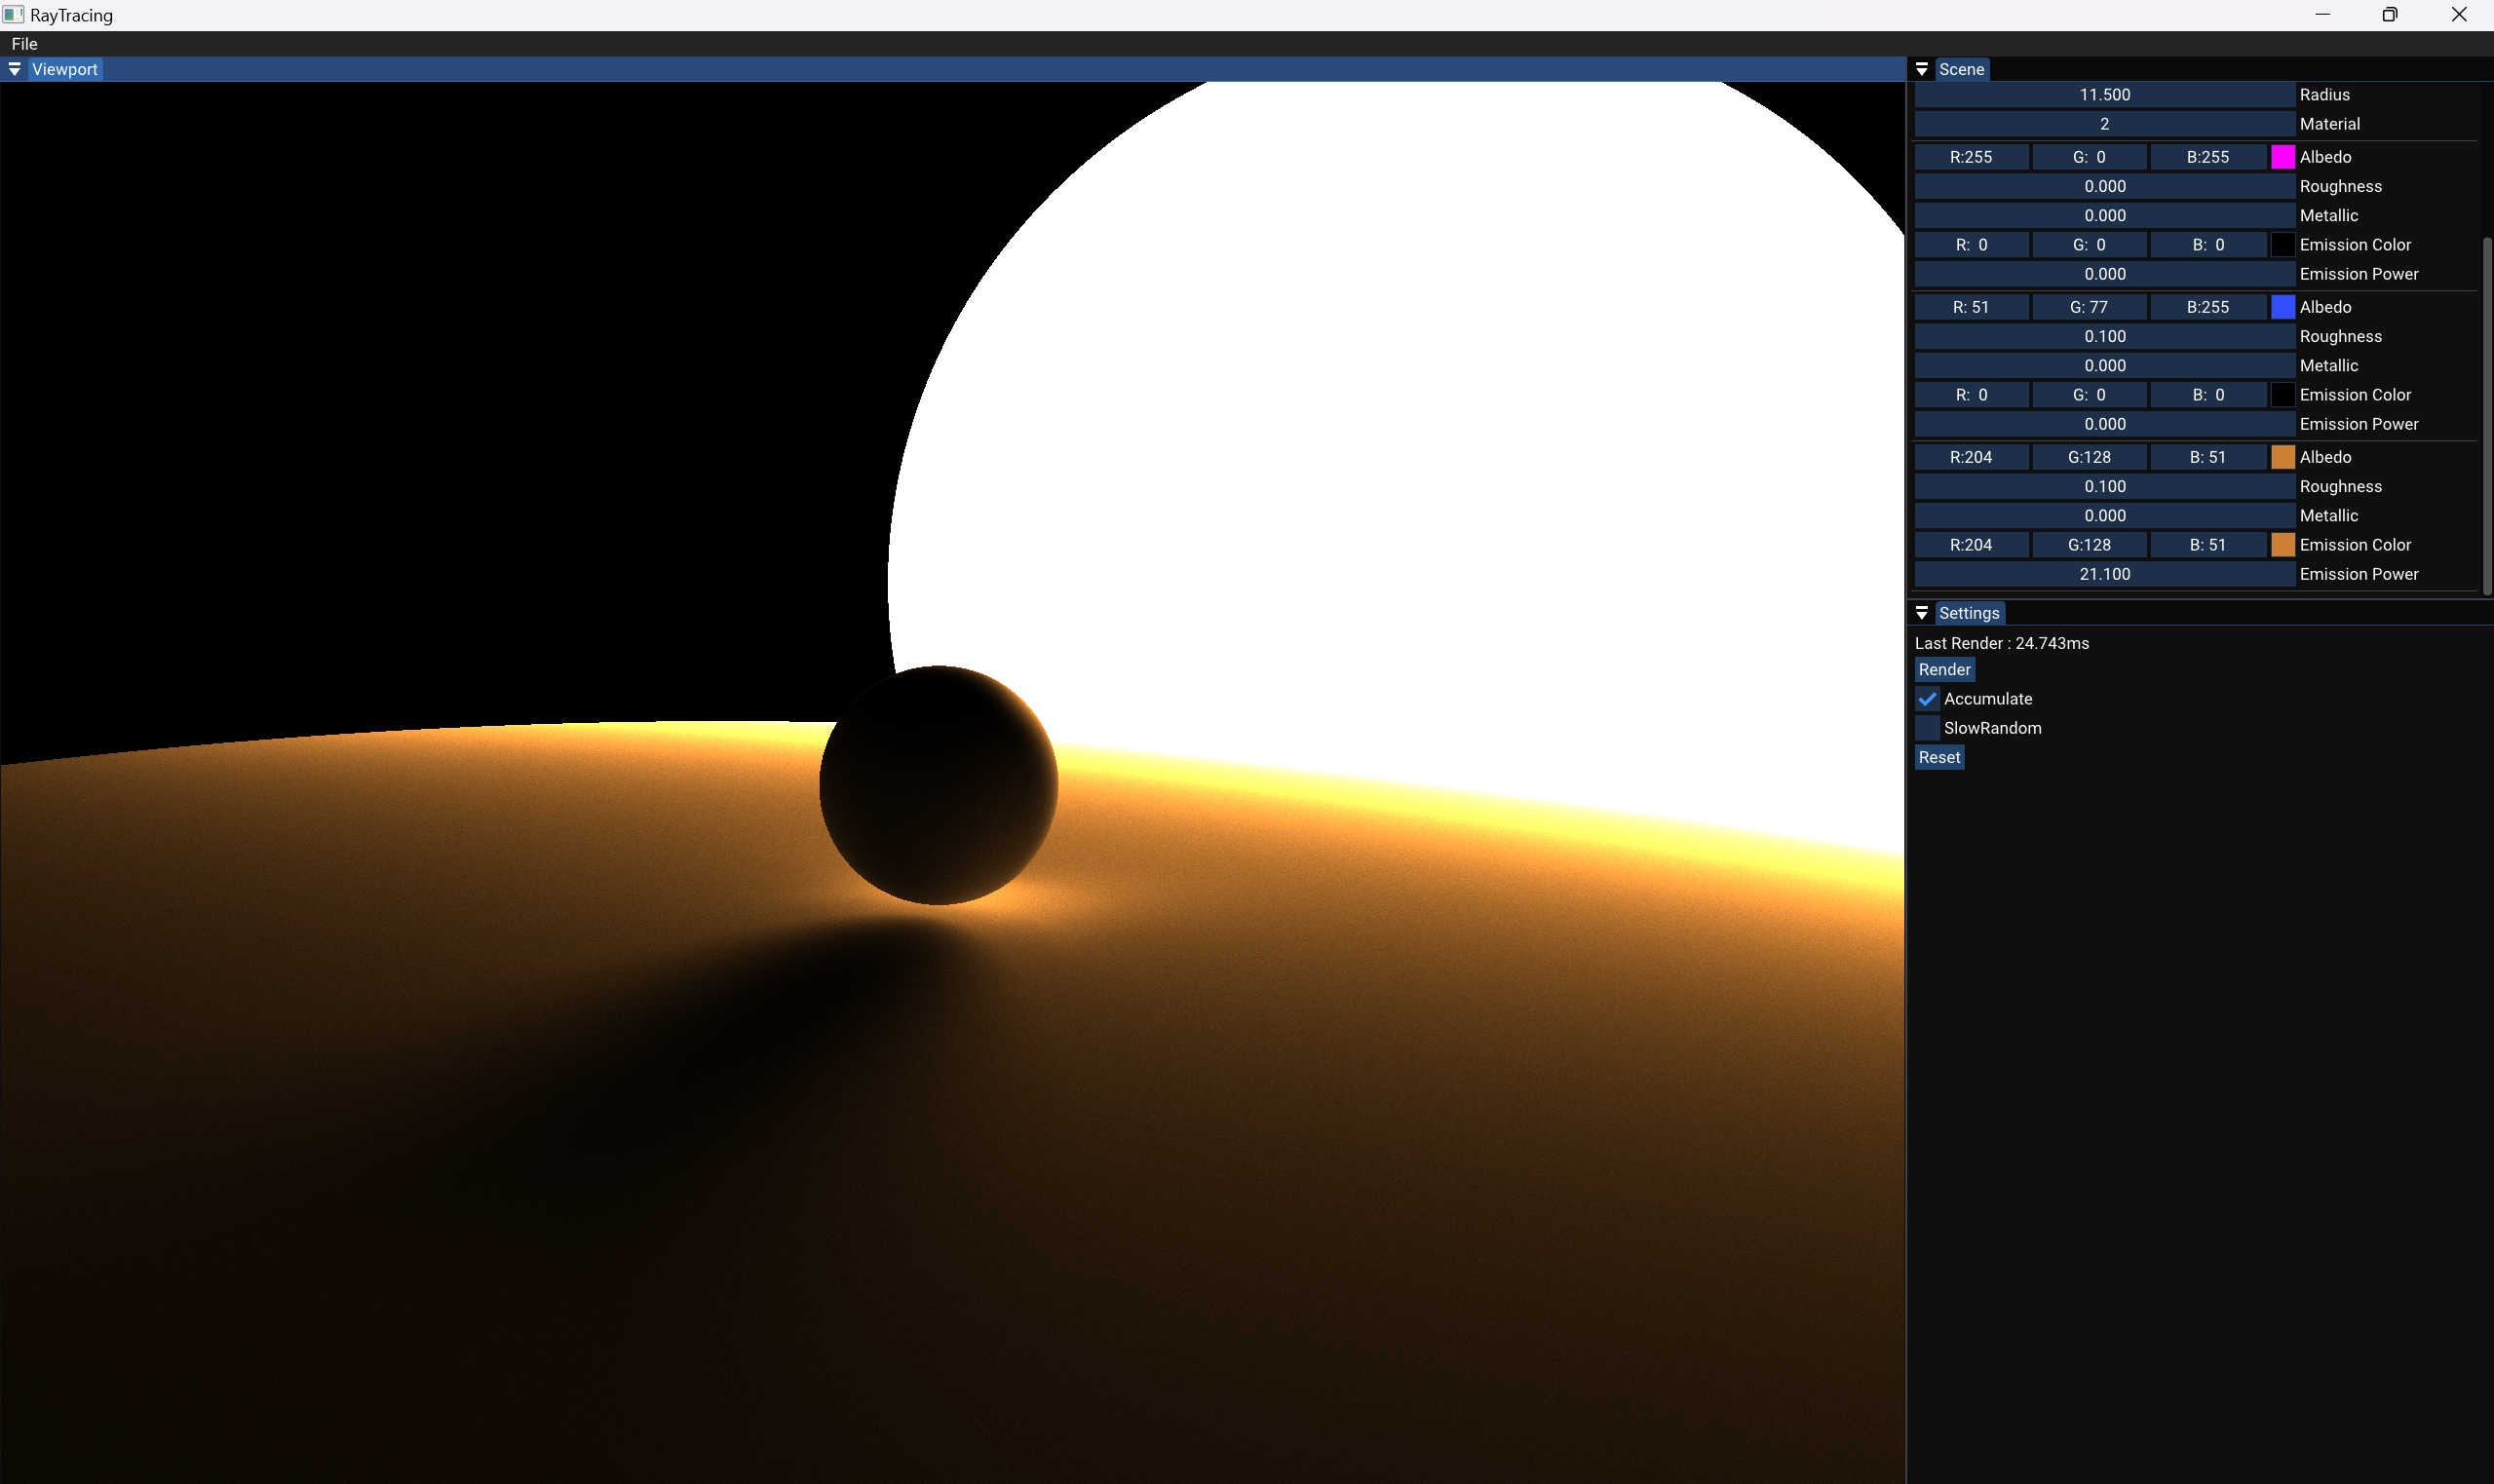 RayTracing
File
Viewport
Scene
11.500 Radius
2 Material
R:255 G: 0 B:255 Albedo
0.000 Roughness
0.000 Metallic
R: 0 G: 0 B: 0 Emission Color
0.000 Emission Power
R: 51 G: 77 B:255 Albedo
0.100 Roughness
0.000 Metallic
R: 0 G: 0 B: 0 Emission Color
0.000 Emission Power
R:204 G:128 B: 51 Albedo
0.100 Roughness
0.000 Metallic
R:204 G:128 B: 51 Emission Color
21.100 Emission Power
Settings
Last Render : 24.743ms
Render
Accumulate
SlowRandom
Reset